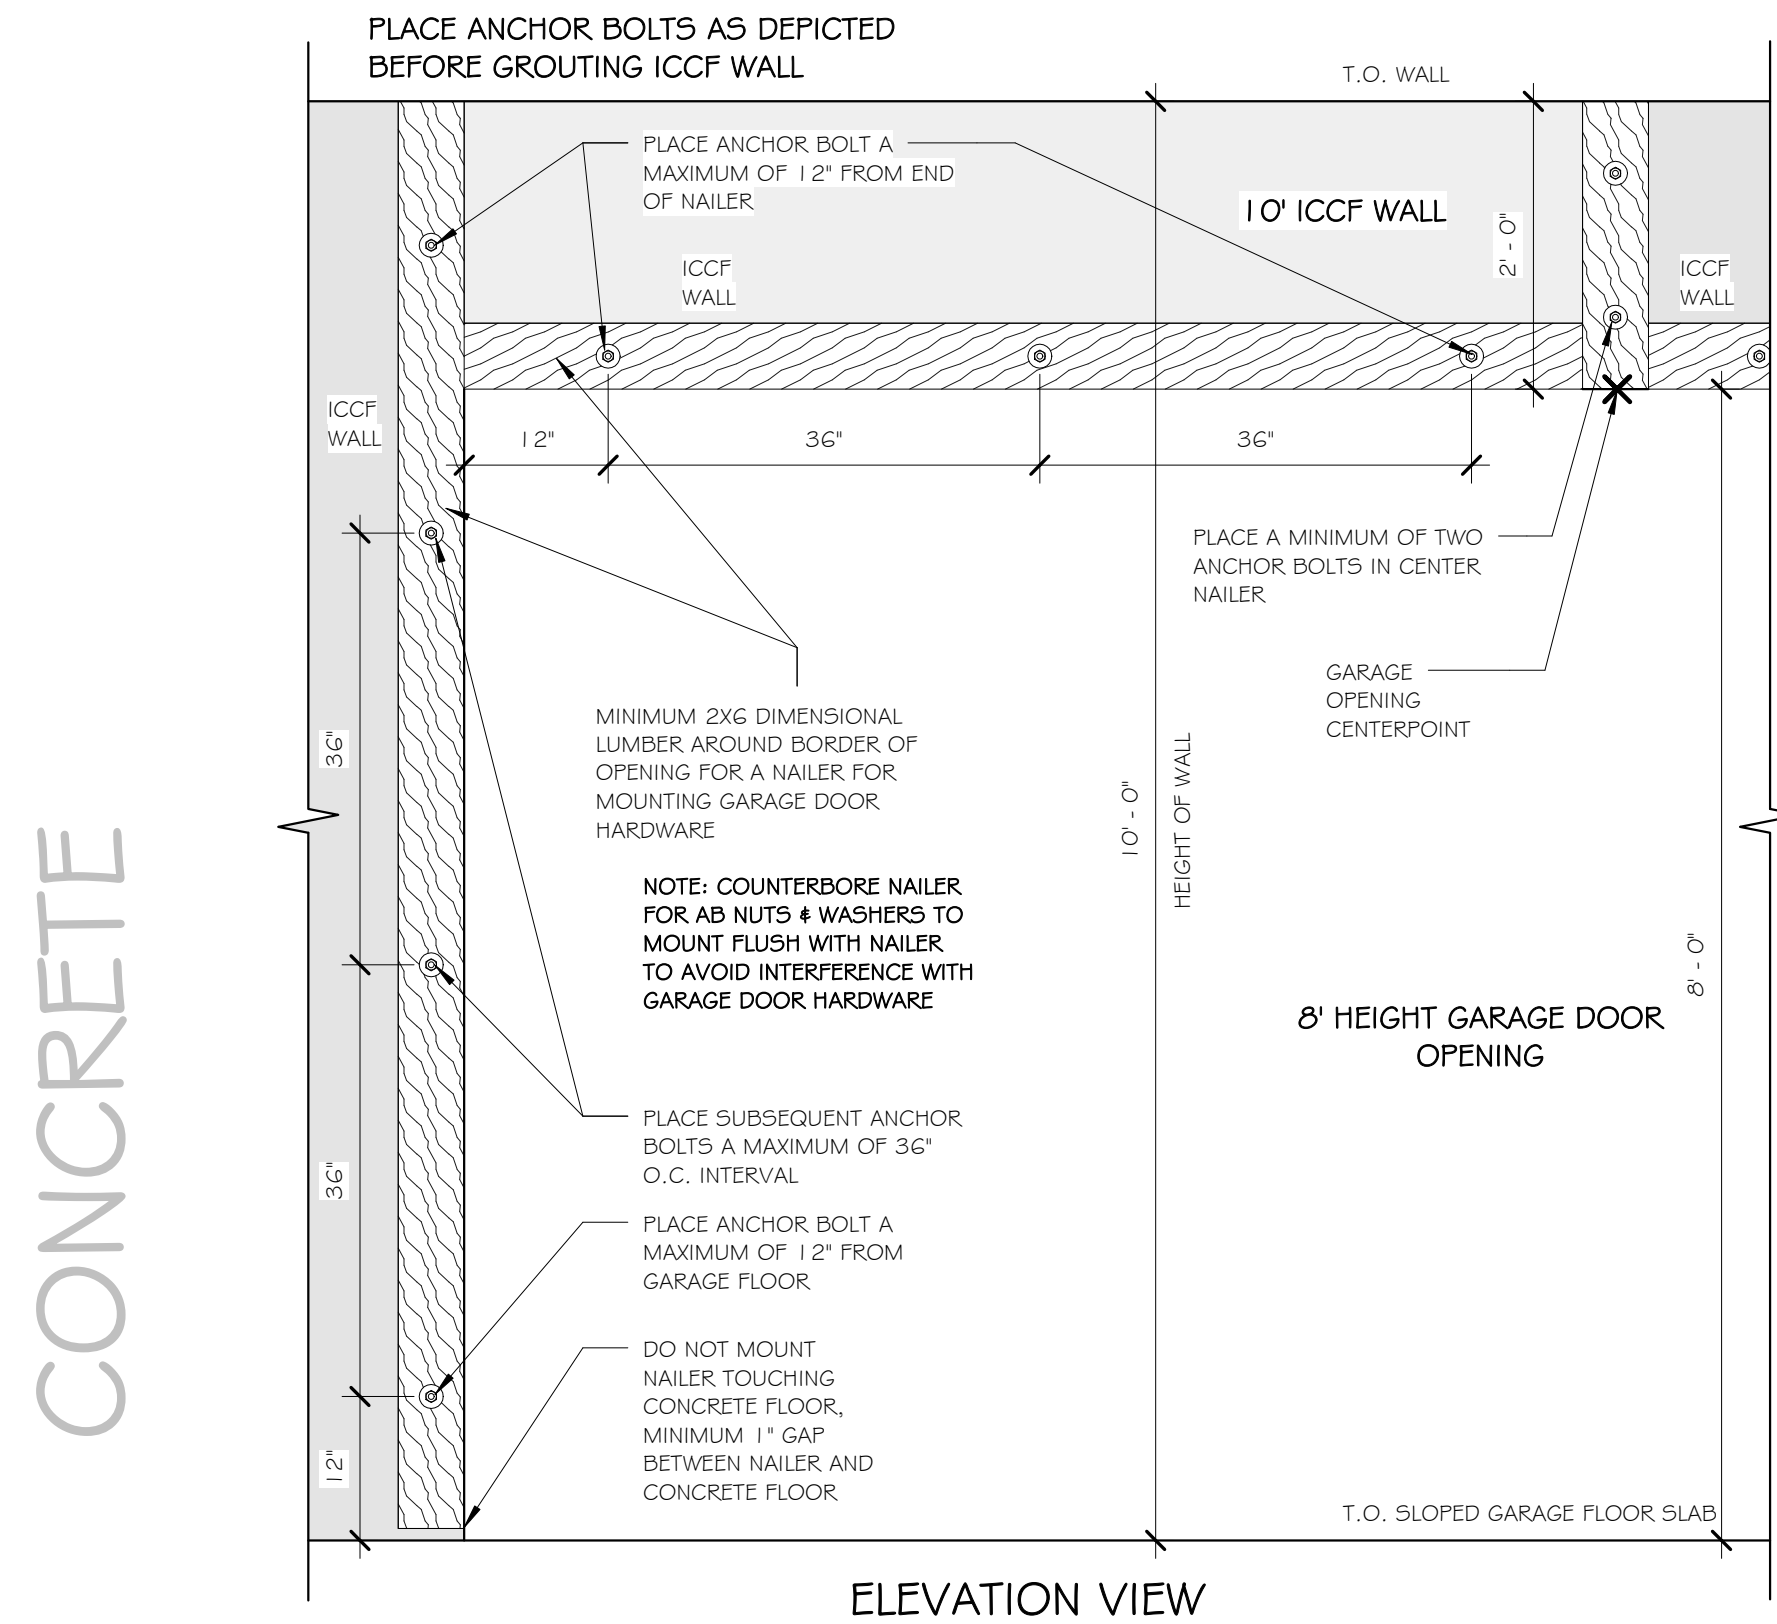 PLACE ANCHOR BOLTS AS DEPICTED
BEFORE GROUTING ICCF WALL
T.O. WALL
PLACE ANCHOR BOLT A
MAXIMUM OF 12" FROM END
OF NAILER
10' ICCF WALL
2' - 0"
ICCF
WALL
ICCF
WALL
ICCF
WALL
12"
36"
36"
PLACE A MINIMUM OF TWO
ANCHOR BOLTS IN CENTER
NAILER
GARAGE
OPENING
CENTERPOINT
MINIMUM 2X6 DIMENSIONAL
LUMBER AROUND BORDER OF
OPENING FOR A NAILER FOR
MOUNTING GARAGE DOOR
HARDWARE
36"
10' - 0"
HEIGHT OF WALL
NOTE: COUNTERBORE NAILER
FOR AB NUTS & WASHERS TO
MOUNT FLUSH WITH NAILER
TO AVOID INTERFERENCE WITH
GARAGE DOOR HARDWARE
8' - 0"
8' HEIGHT GARAGE DOOR
OPENING
CONCRETE
PLACE SUBSEQUENT ANCHOR
BOLTS A MAXIMUM OF 36"
O.C. INTERVAL
36"
PLACE ANCHOR BOLT A
MAXIMUM OF 12" FROM
GARAGE FLOOR
DO NOT MOUNT
NAILER TOUCHING
CONCRETE FLOOR,
MINIMUM 1" GAP
BETWEEN NAILER AND
CONCRETE FLOOR
12"
T.O. SLOPED GARAGE FLOOR SLAB
ELEVATION VIEW